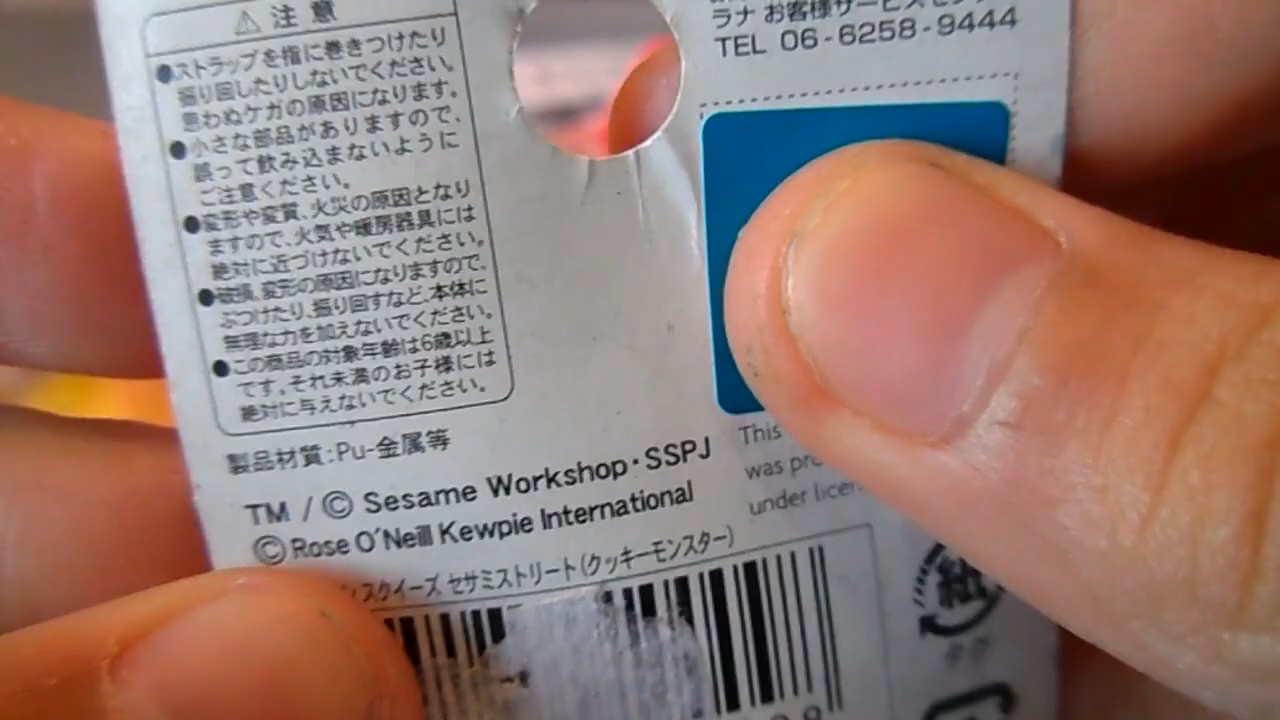 注意
●ストラップを指に巻きつけたり
振り回したりしないでください。
思わぬケガの原因になります。
●小さな部品がありますので、
誤って飲み込まないように
ご注意ください。
●変形や変質、火災の原因となり
ますので、火気や暖房器具には
絶対に近づけないでください。
●破損、変形の原因になりますので、
ぶつけたり、振り回すなど、本体に
無理な力を加えないでください。
●この商品の対象年齢は6歳以上
です。それ未満のお子様には
絶対に与えないでください。
製品材質:Pu-金属等
TM / © Sesame Workshop・SSPJ
© Rose O'Neill Kewpie International
スクイーズ セサミストリート(クッキーモンスター)
ラナ お客様サービスセン
TEL 06-6258-9444
This
was
under
紙
タグ